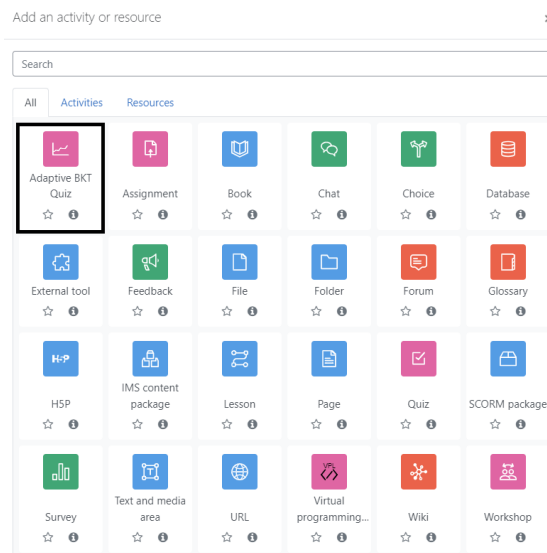 Add an activity or resource
Search
All Activities Resources
Adaptive BKT
Quiz
Assignment
Book
Chat
Choice
Database
External tool
Feedback
File
Folder
Forum
Glossary
H-P
H5P
IMS content
package
Lesson
Page
Quiz
SCORM package
Survey
Text and media
area
URL
VPL
Virtual
programming...
Wiki
Workshop